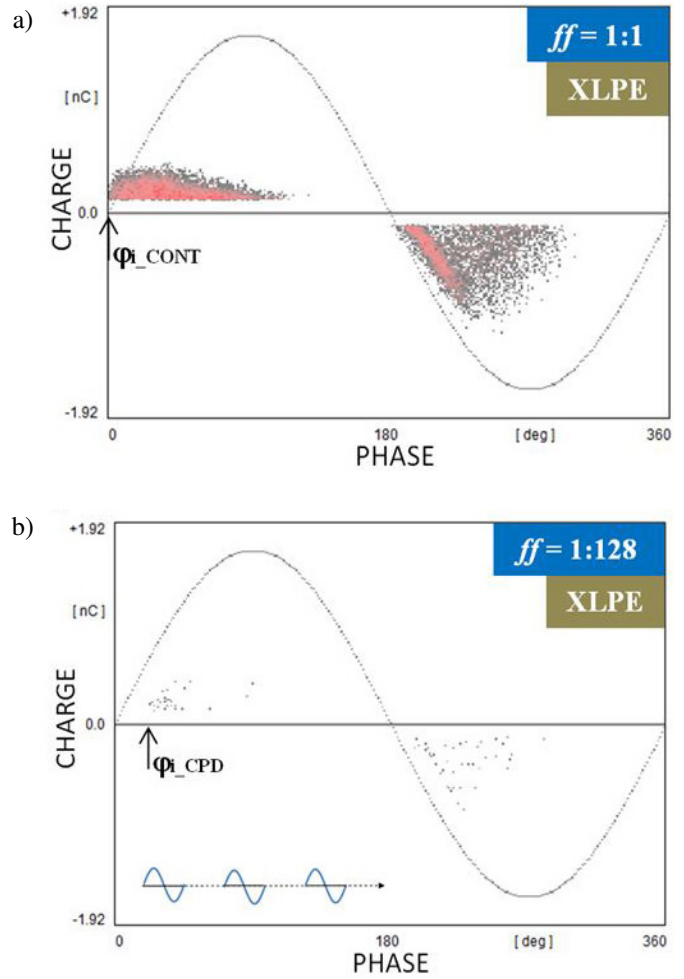 a)
+1.92
ff = 1:1
XLPE
[ nC ]
CHARGE
0.0
φi_CONT
-1.92
0
180
[ deg ]
360
PHASE
b)
+1.92
ff = 1:128
XLPE
[ nC ]
CHARGE
0.0
φi_CPD
-1.92
0
180
[ deg ]
360
PHASE